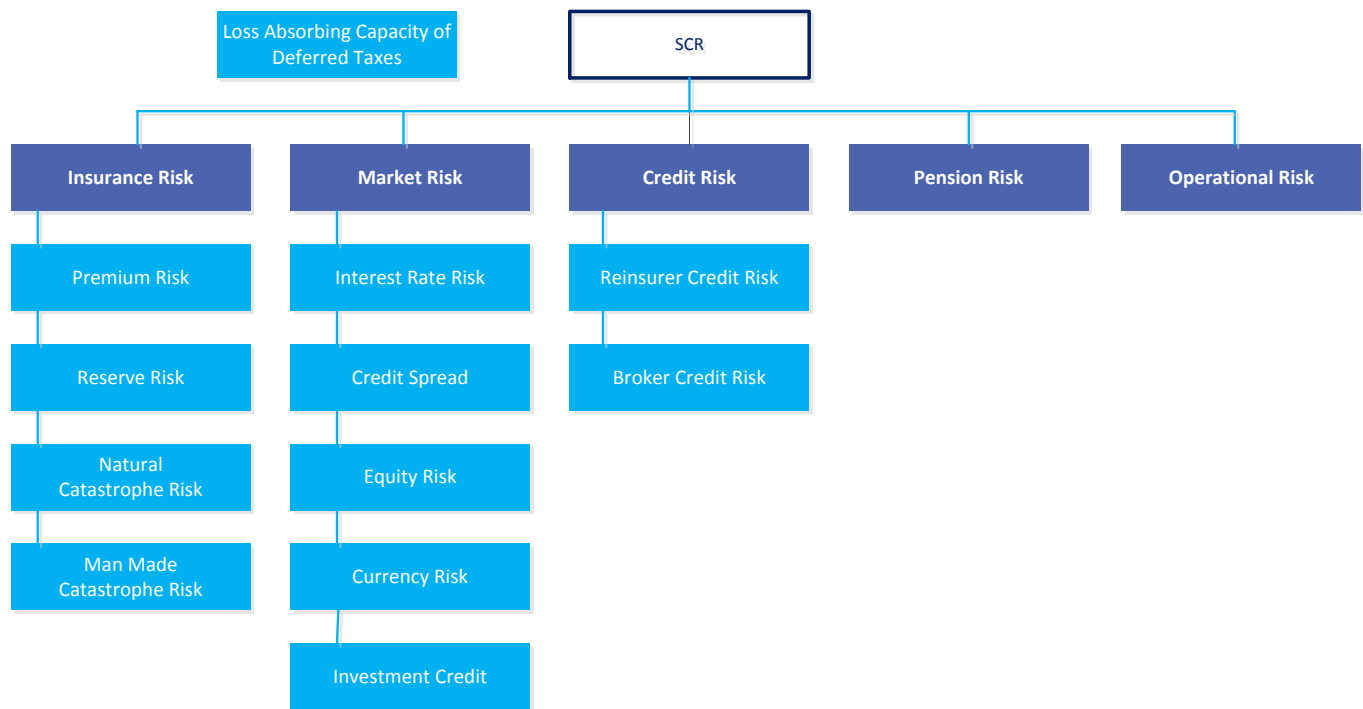 Loss Absorbing Capacity of
Deferred Taxes
SCR
Insurance Risk
Market Risk
Credit Risk
Pension Risk
Operational Risk
Premium Risk
Interest Rate Risk
Reinsurer Credit Risk
Reserve Risk
Credit Spread
Broker Credit Risk
Natural
Catastrophe Risk
Equity Risk
Man Made
Catastrophe Risk
Currency Risk
Investment Credit